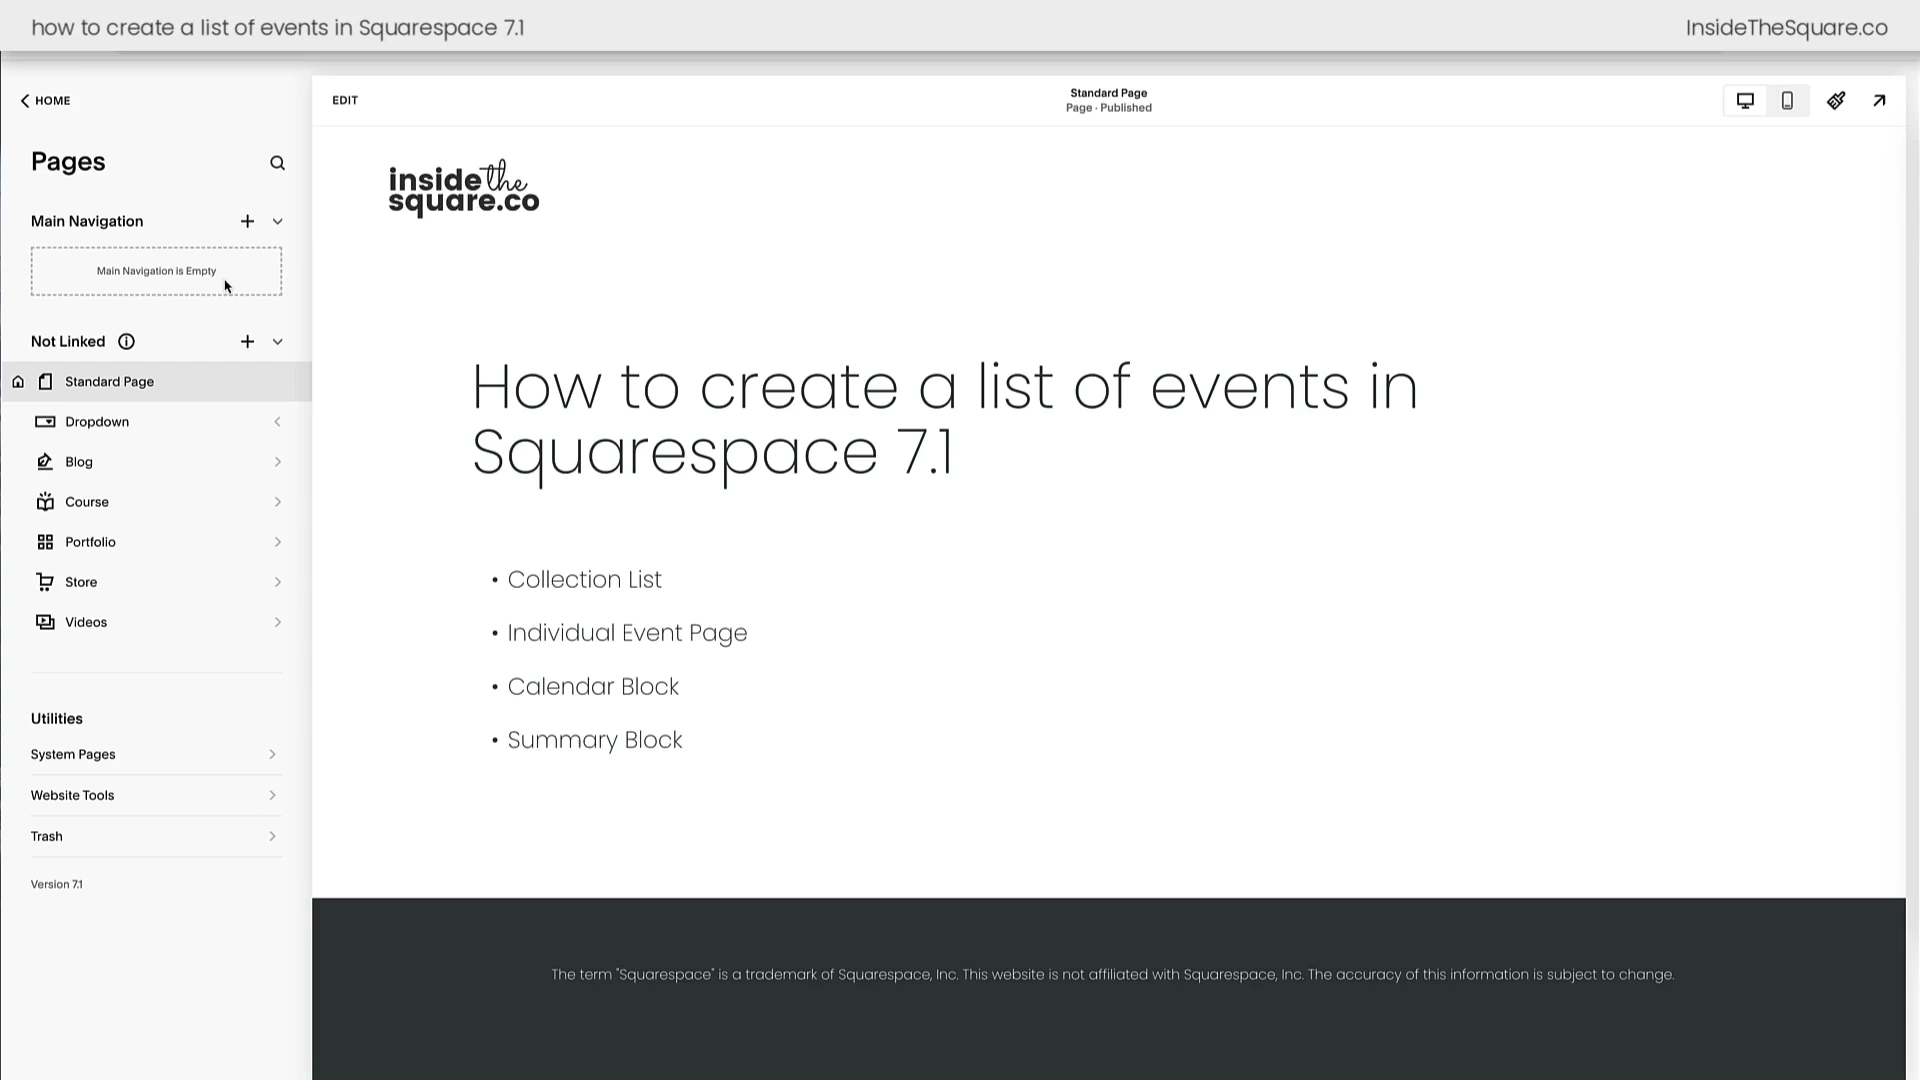 how to create a list of events in Squarespace 7.1
InsideTheSquare.co
HOME
EDIT
Standard Page
Page · Published
Pages
inside the
square.co
Main Navigation
Main Navigation is Empty
Not Linked
Standard Page
Dropdown
Blog
Course
Portfolio
Store
Videos
Utilities
System Pages
Website Tools
Trash
Version 7.1
How to create a list of events in
Squarespace 7.1
• Collection List
• Individual Event Page
• Calendar Block
• Summary Block
The term "Squarespace" is a trademark of Squarespace, Inc. This website is not affiliated with Squarespace, Inc. The accuracy of this information is subject to change.